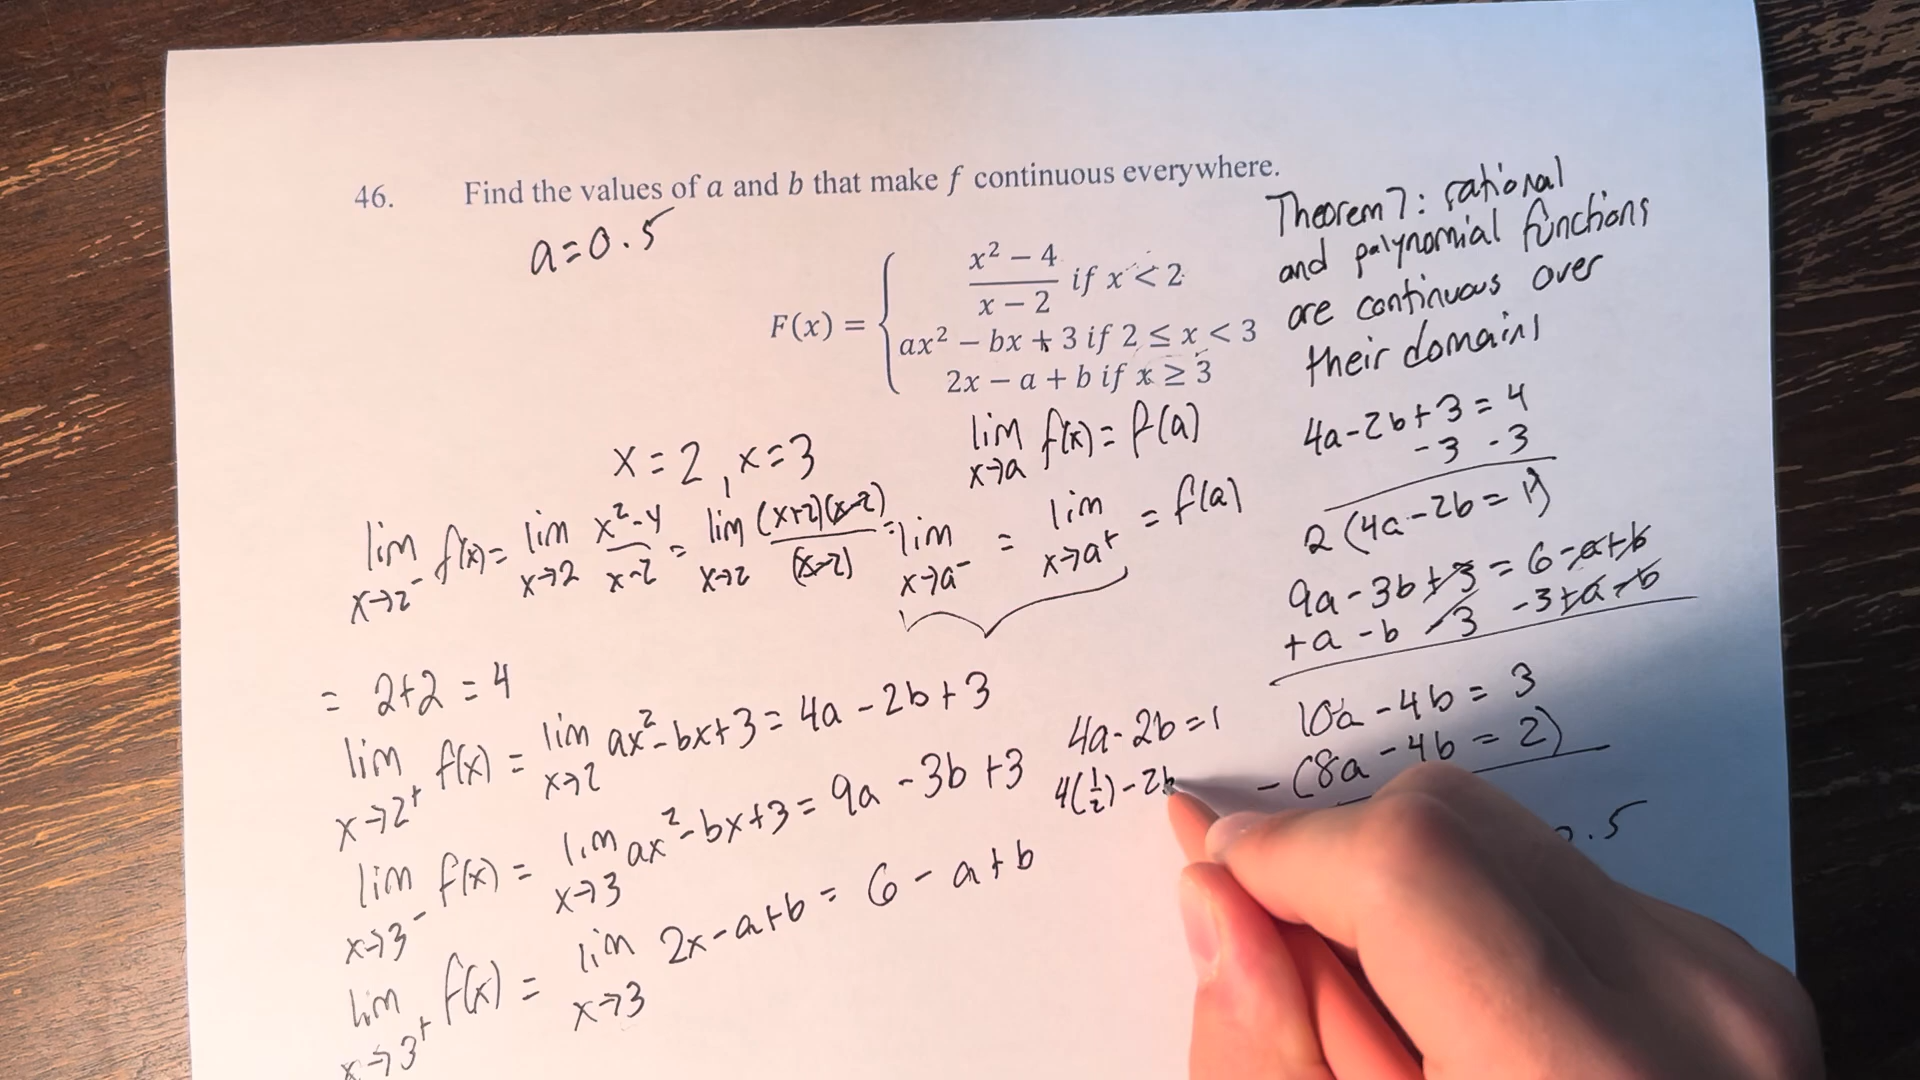 46. Find the values of a and b that make f continuous everywhere.
a=0.5
F(x) = { x² − 4 / x − 2 if x < 2
ax² − bx + 3 if 2 ≤ x < 3
2x − a + b if x ≥ 3
Theorem 7: rational
and polynomial functions
are continuous over
their domains
x=2, x=3
lim x→a f(x) = f(a)
lim x→a⁻ = lim x→a⁺ = f(a)
lim x→2⁻ f(x) = lim x→2 x²-4 / x-2 = lim x→2 (x+2)(x-2) / (x-2) =
= 2+2 = 4
lim x→2⁺ f(x) = lim x→2 ax²-bx+3 = 4a-2b+3
lim x→3⁻ f(x) = lim x→3 ax²-bx+3 = 9a-3b+3
lim x→3⁺ f(x) = lim x→3 2x-a+b = 6-a+b
4a-2b+3=4
-3 -3
2(4a-2b=1)
9a-3b+3=6-a+b
+a-b-3 -3+a-b
10a-4b=3
-(8a-4b=2)
.5
4a-2b=1
4(1/2)-2b